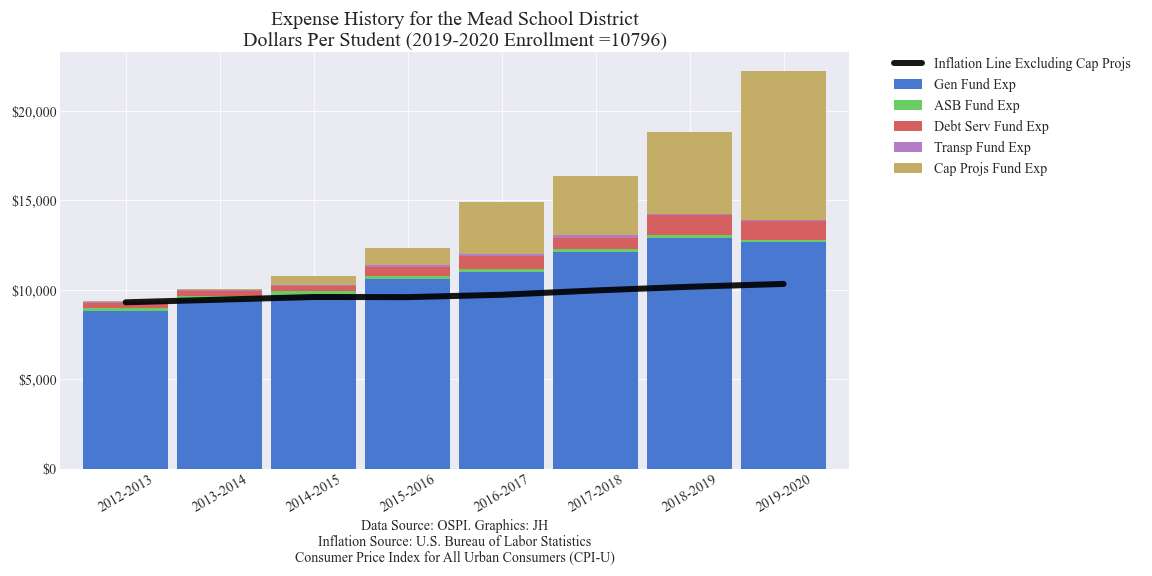 Expense History for the Mead School District
Dollars Per Student (2019-2020 Enrollment =10796)
Inflation Line Excluding Cap Projs
Gen Fund Exp
ASB Fund Exp
Debt Serv Fund Exp
Transp Fund Exp
Cap Projs Fund Exp
$20,000
$15,000
$10,000
$5,000
$0
2012-2013
2013-2014
2014-2015
2015-2016
2016-2017
2017-2018
2018-2019
2019-2020
Data Source: OSPI. Graphics: JH
Inflation Source: U.S. Bureau of Labor Statistics
Consumer Price Index for All Urban Consumers (CPI-U)